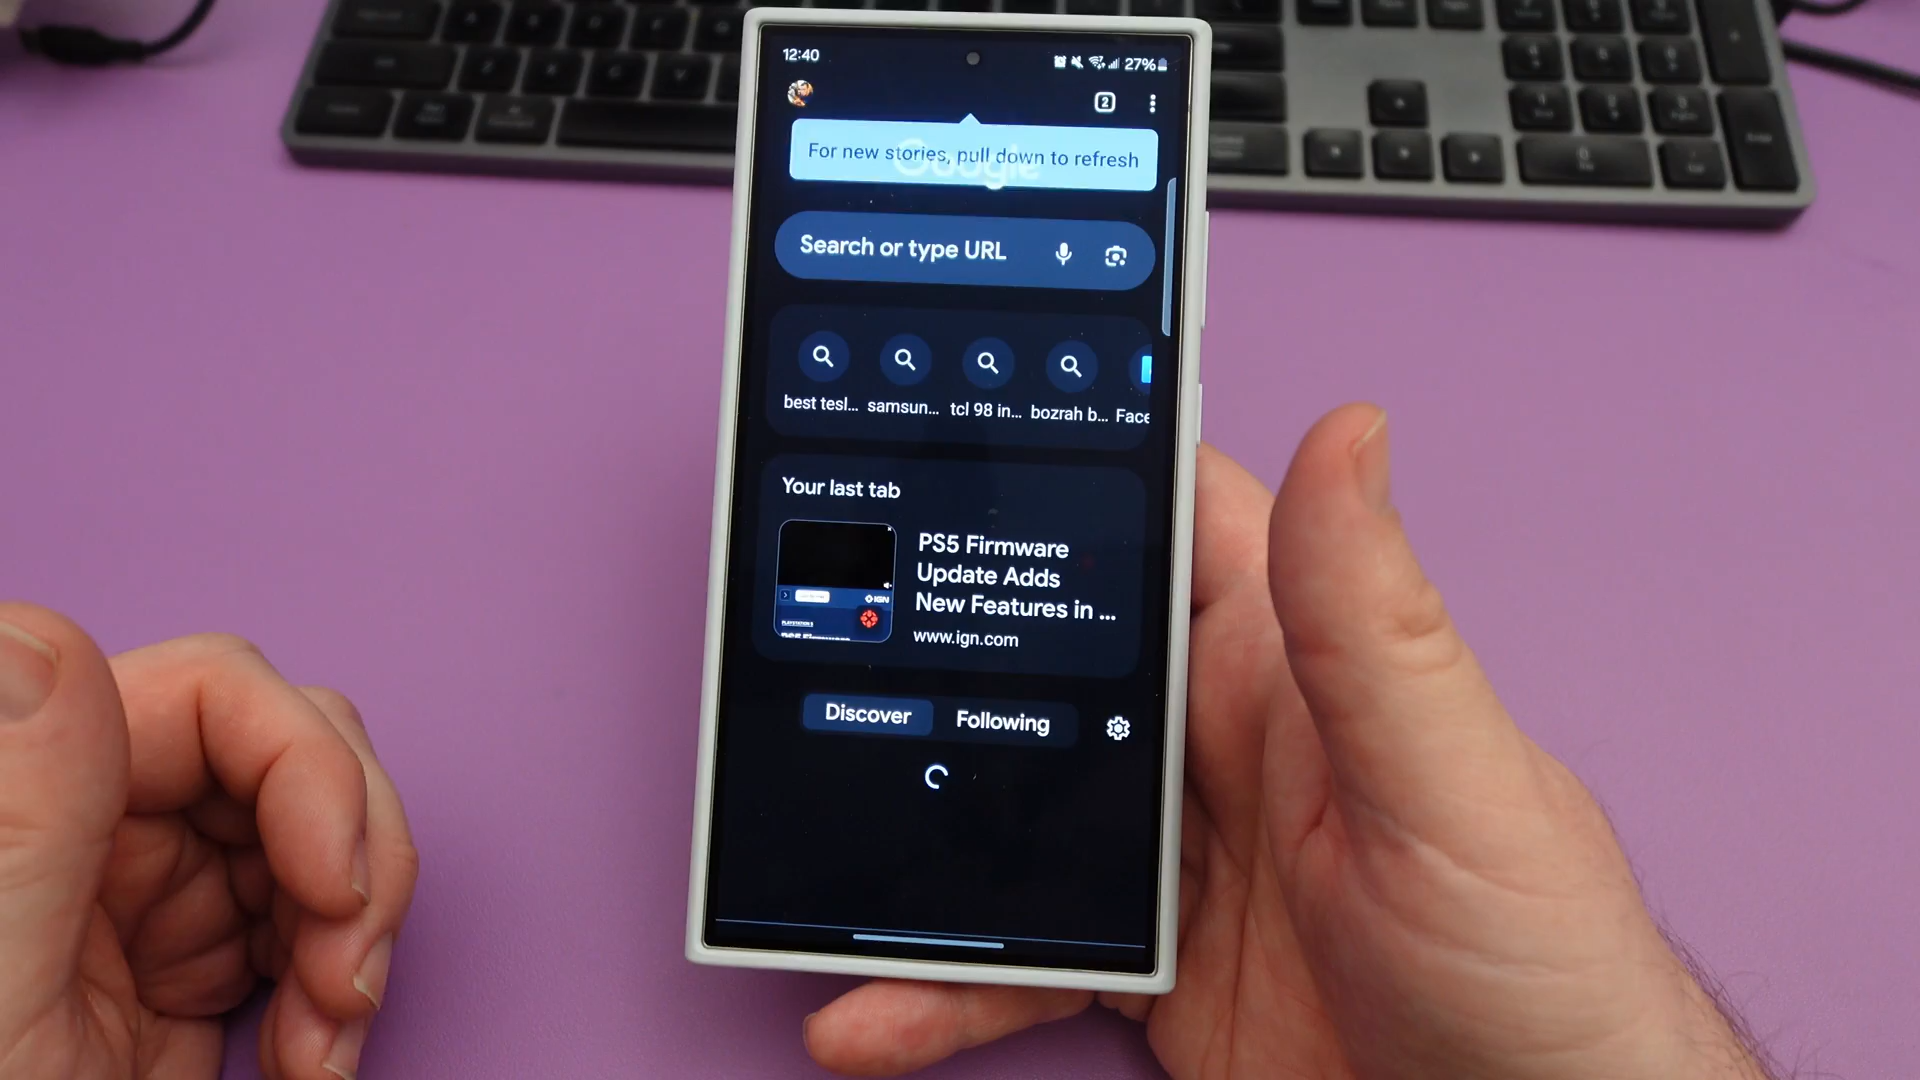 12:40
27%
2
For new stories, pull down to refresh
Google
Search or type URL
best tesl... samsun... tcl 98 in... bozrah b... Face
Your last tab
PS5 Firmware
Update Adds
New Features in ...
www.ign.com
IGN
Discover Following